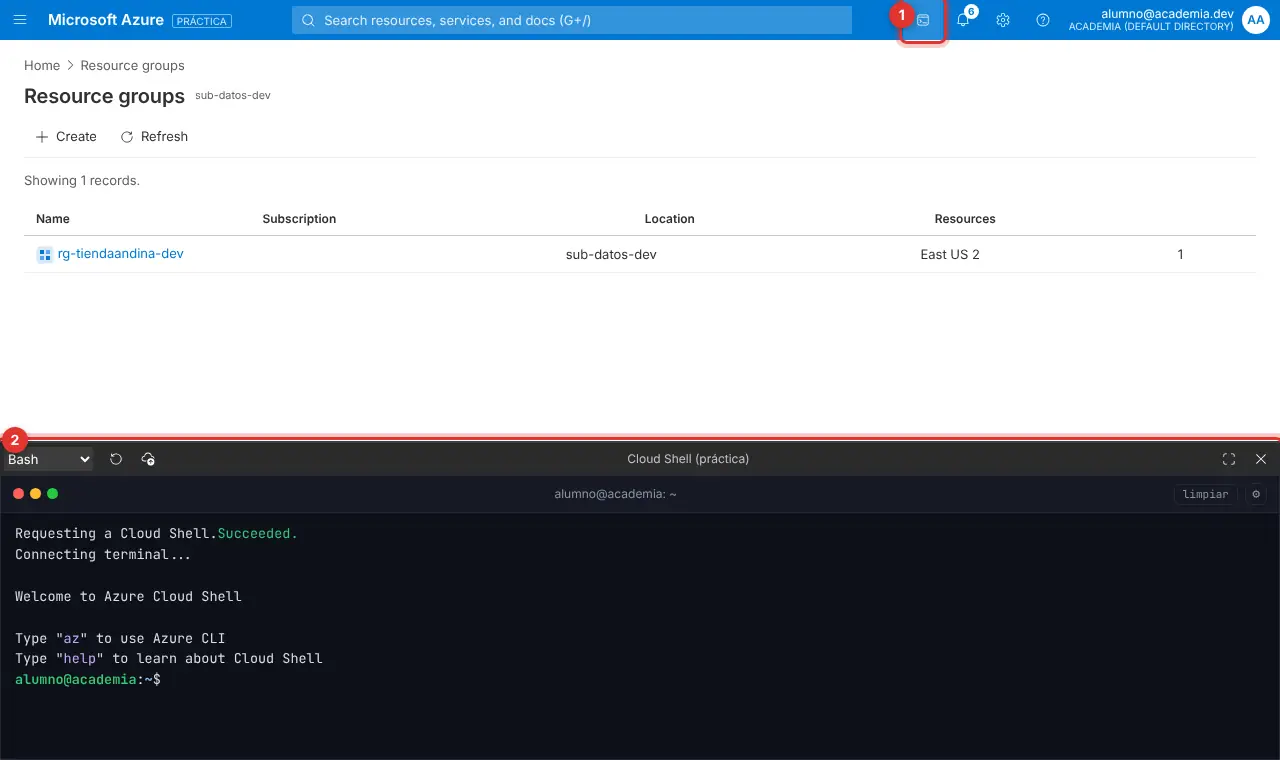 Microsoft Azure PRÁCTICA Search resources, services, and docs (G+/) 1 6 alumno@academia.dev
ACADEMIA (DEFAULT DIRECTORY) AA
Home > Resource groups
Resource groups sub-datos-dev
Create Refresh
Showing 1 records.
Name Subscription Location Resources
rg-tiendaandina-dev sub-datos-dev East US 2 1
2
Bash Cloud Shell (práctica)
alumno@academia: ~ limpiar
Requesting a Cloud Shell.Succeeded.
Connecting terminal...
Welcome to Azure Cloud Shell
Type "az" to use Azure CLI
Type "help" to learn about Cloud Shell
alumno@academia:~$